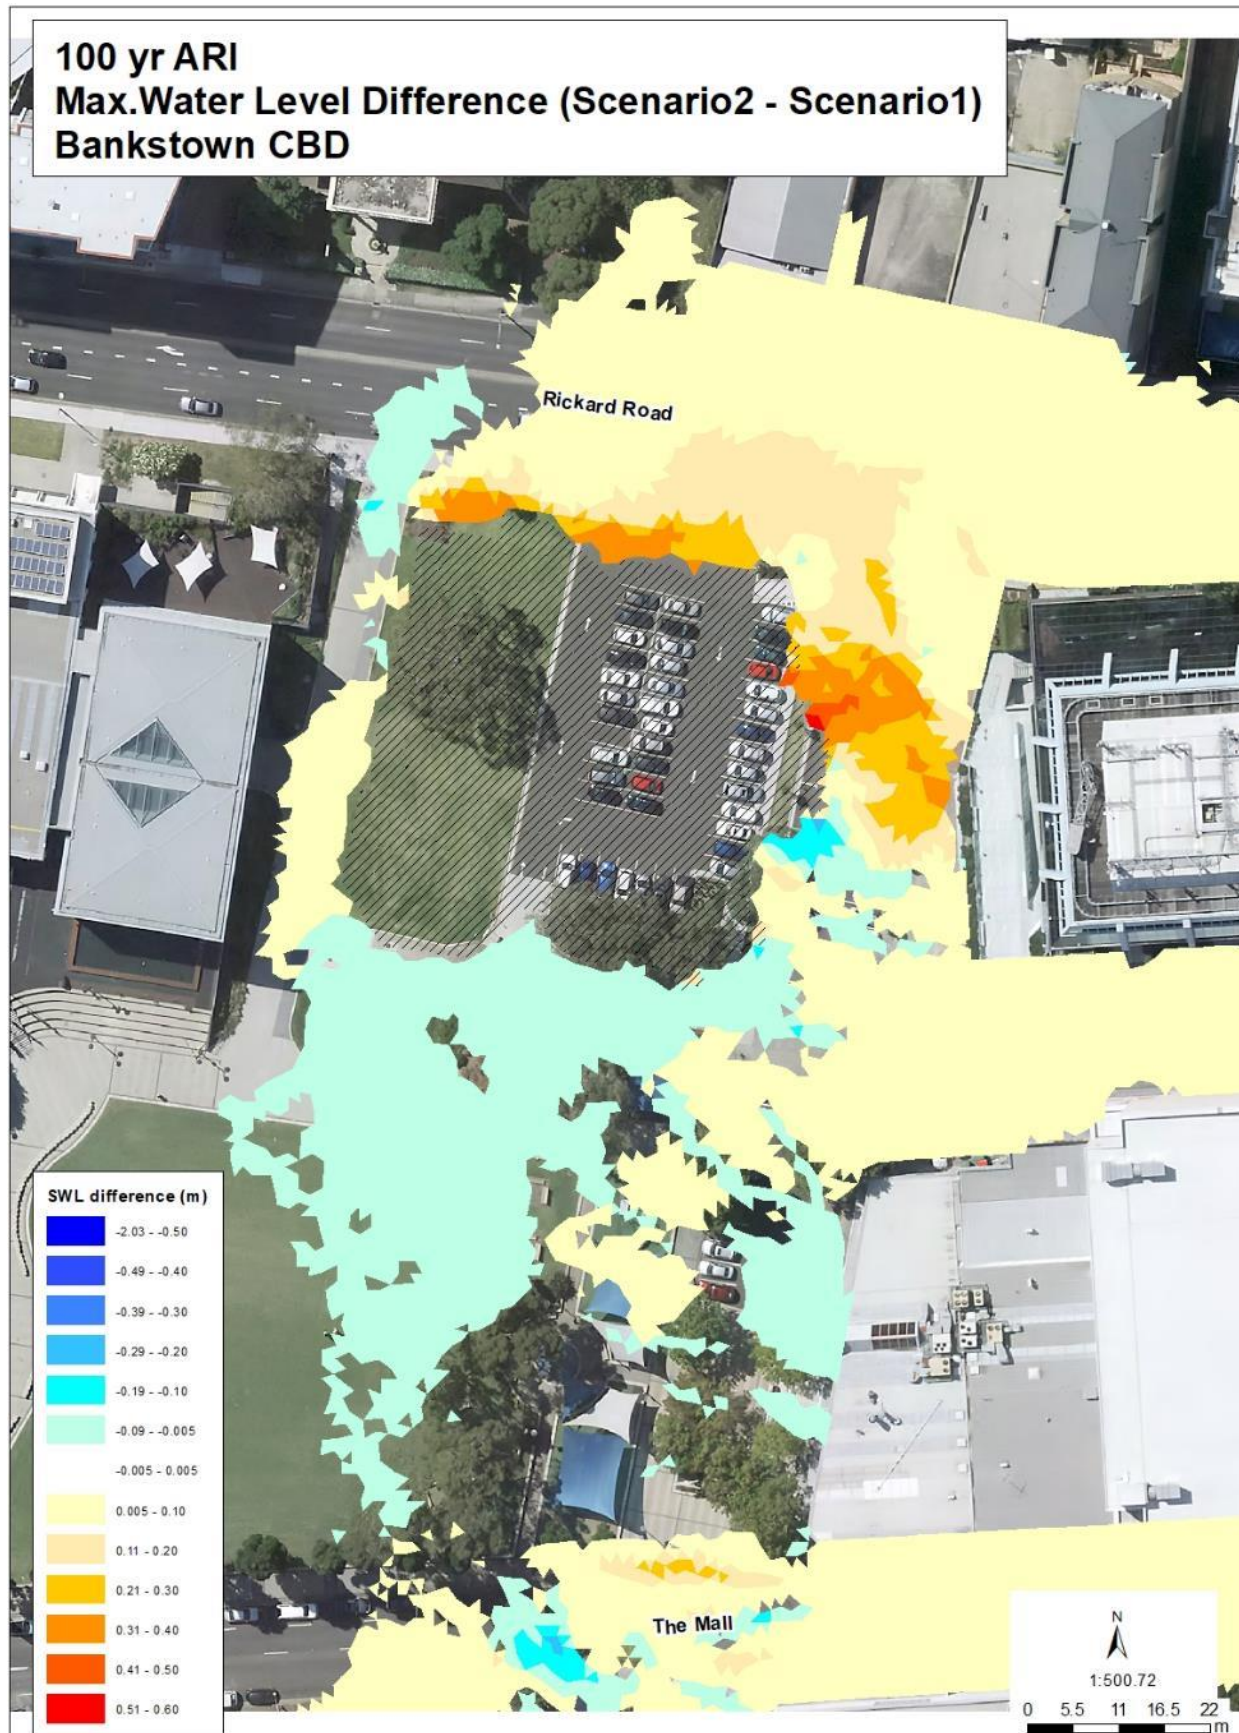 100 yr ARI
Max.Water Level Difference (Scenario2 - Scenario1)
Bankstown CBD
Rickard Road
SWL difference (m)
-2.03 - -0.50
-0.49 - -0.40
-0.39 - -0.30
-0.29 - -0.20
-0.19 - -0.10
-0.09 - -0.005
-0.005 - 0.005
0.005 - 0.10
0.11 - 0.20
0.21 - 0.30
0.31 - 0.40
0.41 - 0.50
0.51 - 0.60
The Mall
N
1:500.72
0 5.5 11 16.5 22
m